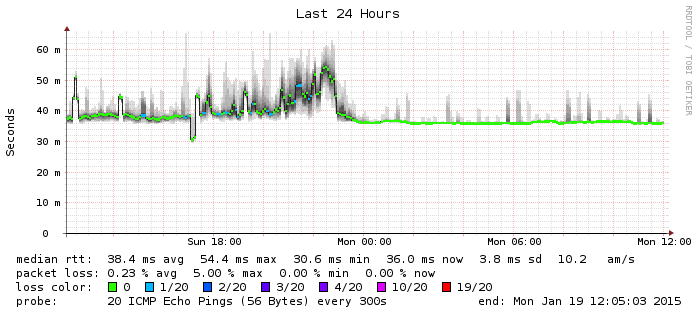 Last 24 Hours
RRDTOOL / TOBI OETIKER
Seconds
60 m
50 m
40 m
30 m
20 m
10 m
0
Sun 18:00 Mon 00:00 Mon 06:00 Mon 12:00
median rtt: 38.4 ms avg 54.4 ms max 30.6 ms min 36.0 ms now 3.8 ms sd 10.2 am/s
packet loss: 0.23 % avg 5.00 % max 0.00 % min 0.00 % now
loss color: 0 1/20 2/20 3/20 4/20 10/20 19/20
probe: 20 ICMP Echo Pings (56 Bytes) every 300s end: Mon Jan 19 12:05:03 2015